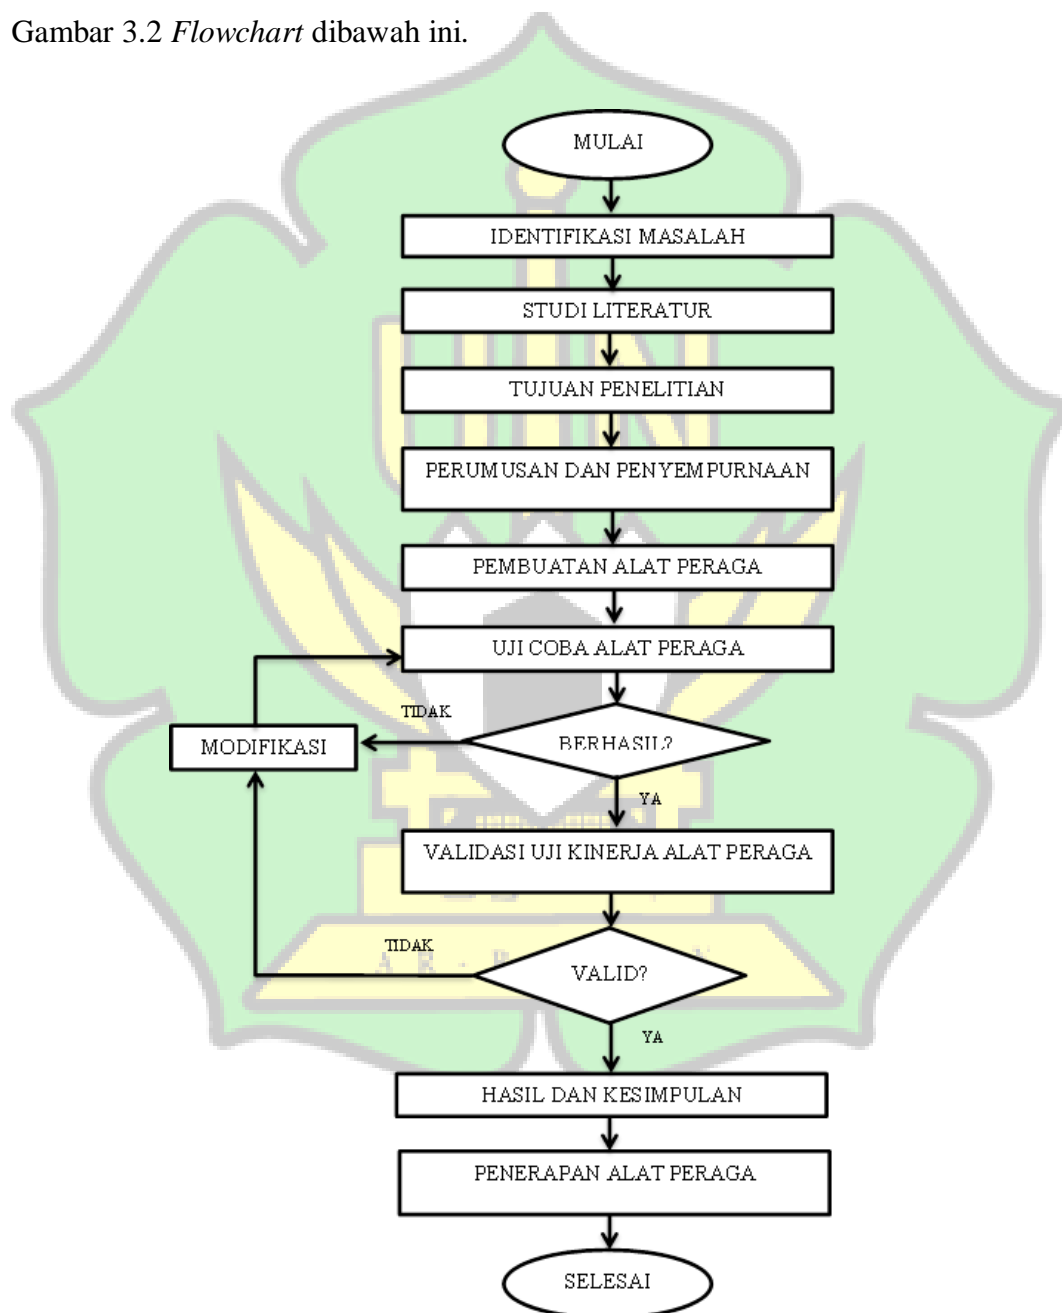 Gambar 3.2 Flowchart dibawah ini.
MULAI
IDENTIFIKASI MASALAH
STUDI LITERATUR
TUJUAN PENELITIAN
PERUMUSAN DAN PENYEMPURNAAN
PEMBUATAN ALAT PERAGA
UJI COBA ALAT PERAGA
TIDAK
MODIFIKASI
BERHASIL?
YA
VALIDASI UJI KINERJA ALAT PERAGA
TIDAK
VALID?
YA
HASIL DAN KESIMPULAN
PENERAPAN ALAT PERAGA
SELESAI